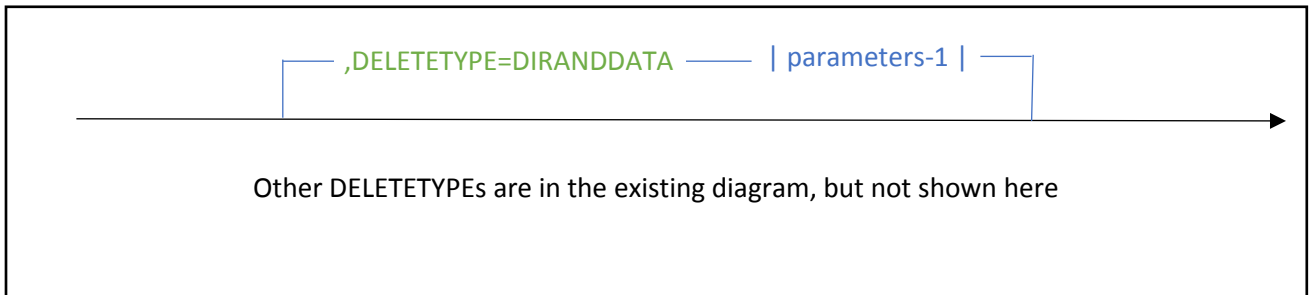 ,DELETETYPE=DIRANDDATA | parameters-1 |
Other DELETETYPEs are in the existing diagram, but not shown here